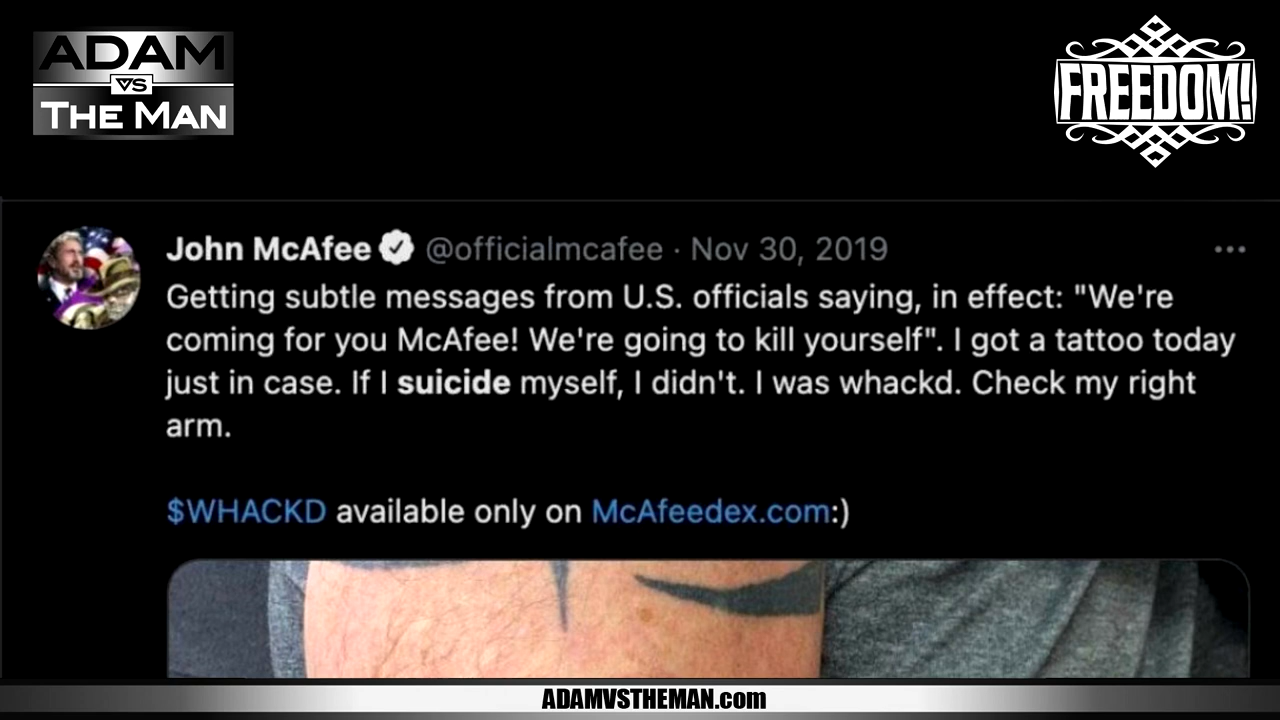 ADAM
VS
THE MAN
FREEDOM!
John McAfee @officialmcafee · Nov 30, 2019 ...
Getting subtle messages from U.S. officials saying, in effect: "We're
coming for you McAfee! We're going to kill yourself". I got a tattoo today
just in case. If I suicide myself, I didn't. I was whackd. Check my right
arm.
$WHACKD available only on McAfeedex.com:)
ADAMVSTHEMAN.com